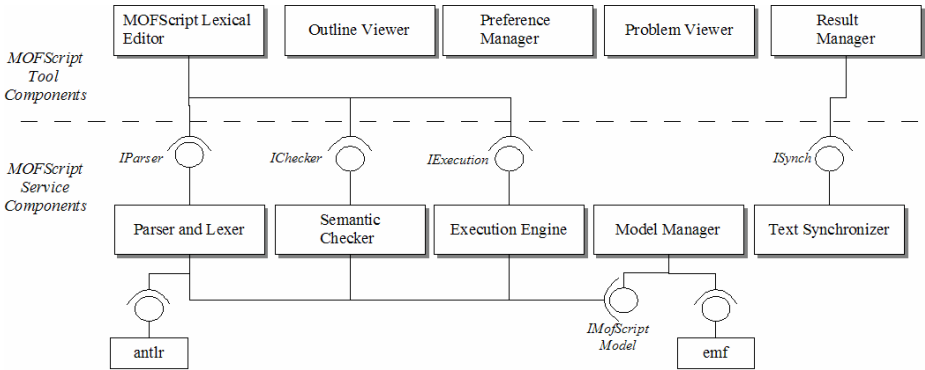 MOFScript Lexical
Editor
Outline Viewer
Preference
Manager
Problem Viewer
Result
Manager
MOFScript
Tool
Components
IParser
IChecker
IExecution
ISynch
MOFScript
Service
Components
Parser and Lexer
Semantic
Checker
Execution Engine
Model Manager
Text Synchronizer
IMofScript
Model
antlr
emf